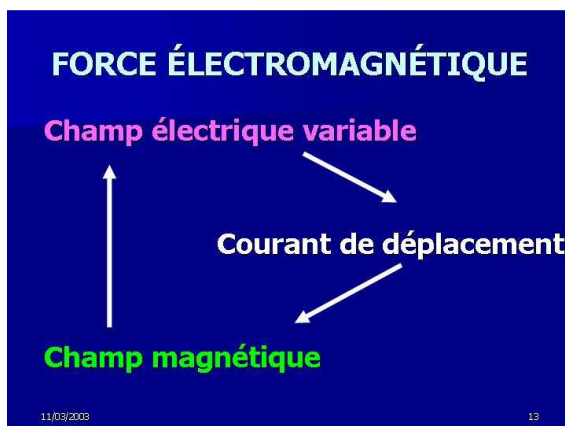 FORCE ÉLECTROMAGNÉTIQUE
Champ électrique variable
Courant de déplacement
Champ magnétique
11/03/2003
13